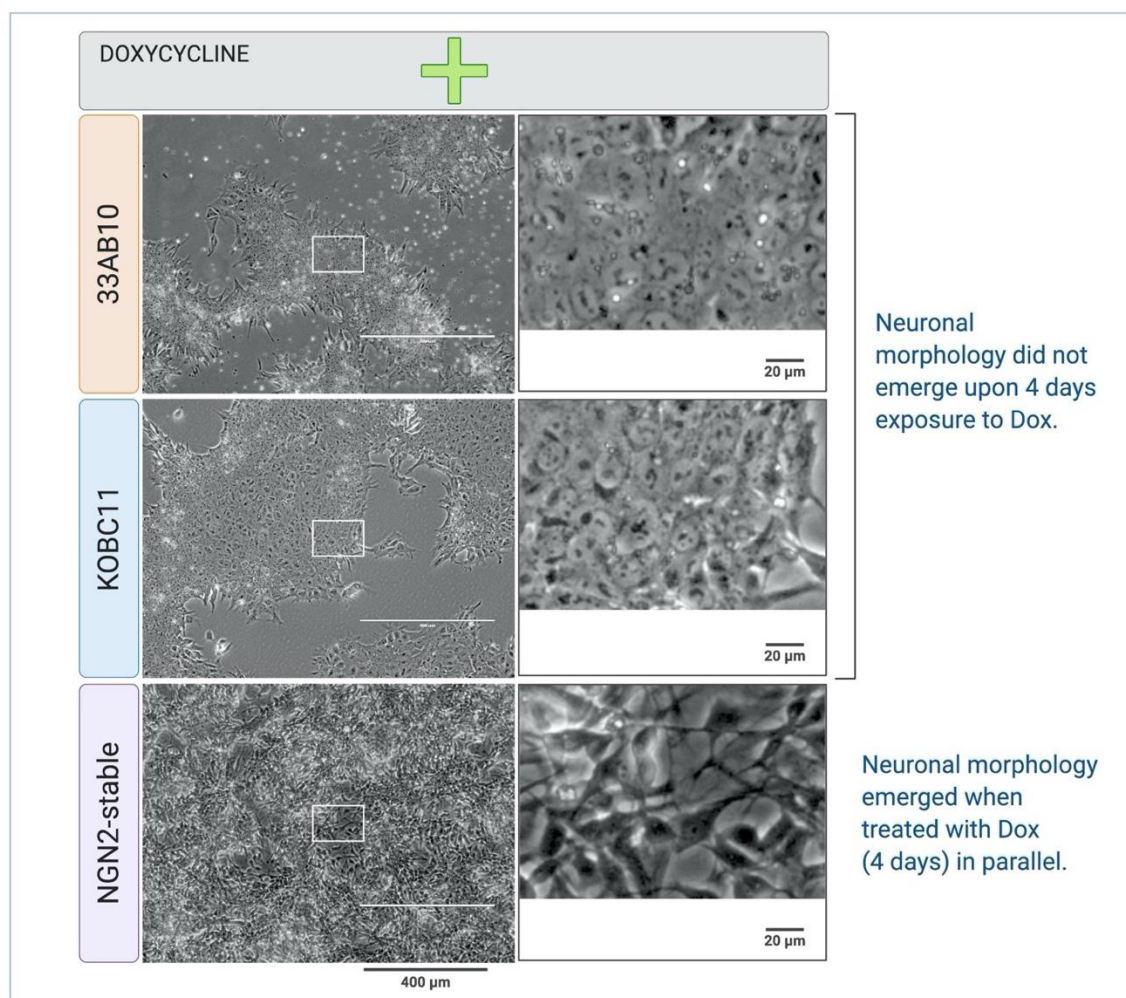 DOXYCYCLINE
33AB10
20 µm
Neuronal
morphology did not
emerge upon 4 days
exposure to Dox.
KOBC11
20 µm
NGN2-stable
20 µm
Neuronal morphology
emerged when
treated with Dox
(4 days) in parallel.
400 µm